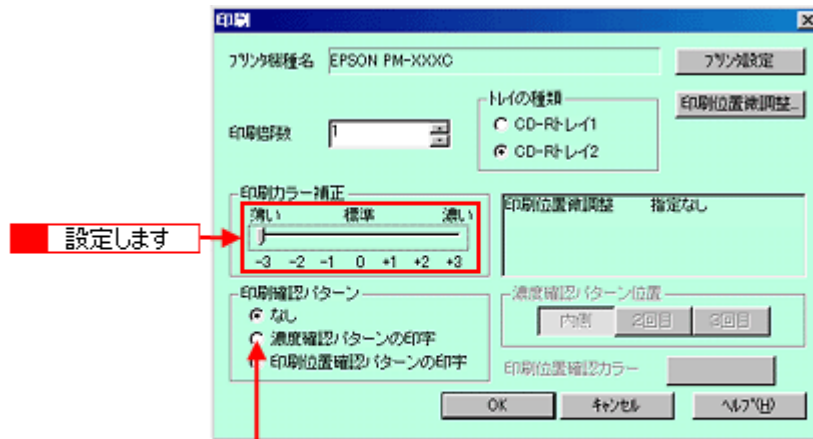 印刷
プリンタ機種名 EPSON PM-XXXC プリンタ設定
トレイの種類 印刷位置微調整...
印刷部数 1 CD-Rトレイ1
CD-Rトレイ2
印刷カラー補正
薄い 標準 濃い 印刷位置微調整 指定なし
設定します
-3 -2 -1 0 +1 +2 +3
印刷確認パターン 濃度確認パターン位置
なし 内側 2回目 3回目
濃度確認パターンの印字
印刷位置確認パターンの印字 印刷位置確認カラー
OK キャンセル ヘルプ(H)